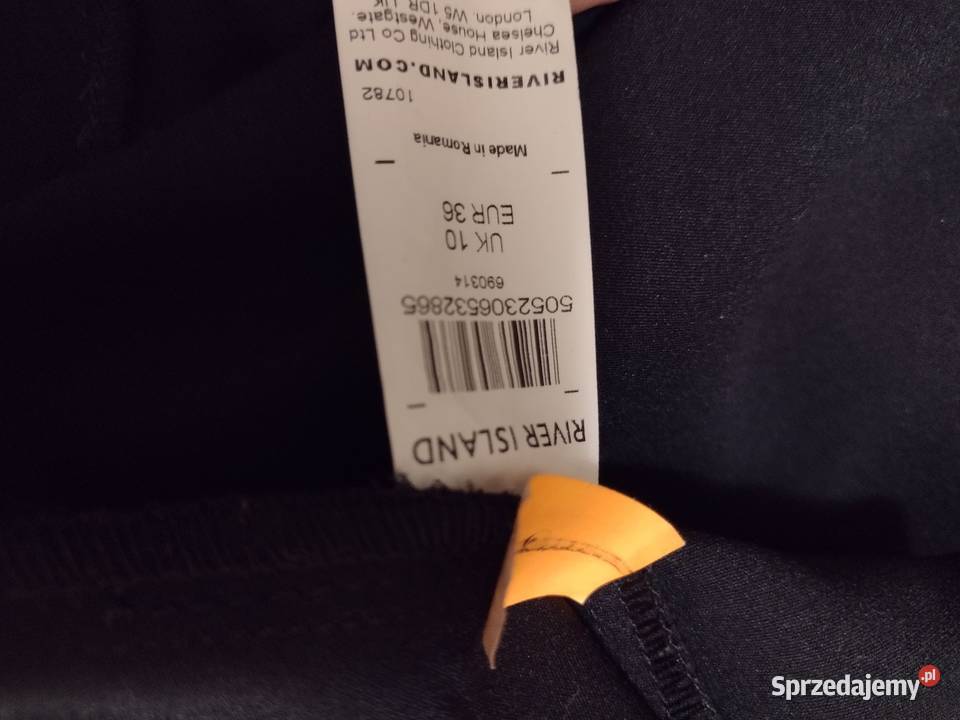 RIVER ISLAND
5052306532865
690314
UK 10
EUR 36
Made in Romania
10782
RIVERISLAND.COM
River Island Clothing Co Ltd
Chelsea House, Westgate.
London. W5 1DR. UK
Sprzedajemy.pl